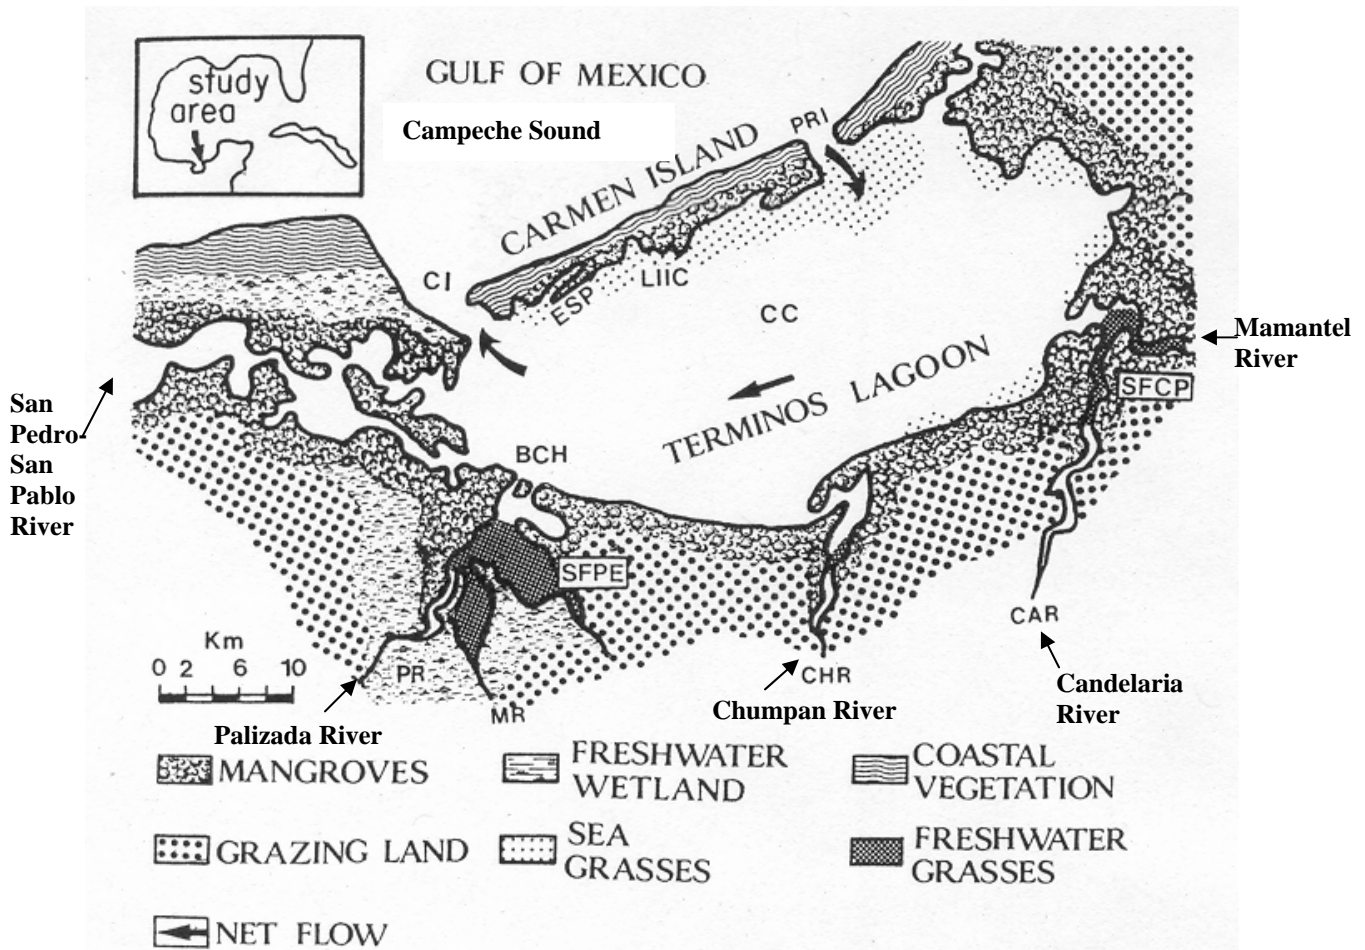 study
area
GULF OF MEXICO
Campeche Sound
PRI
CARMEN ISLAND
CI
LIIC
ESP
CC
Mamantel
River
TERMINOS LAGOON
SFCP
San
Pedro-
San
Pablo
River
BCH
SFPE
CAR
Km
0 2 6 10
PR
CHR
Candelaria
River
MR
Chumpan River
Palizada River
MANGROVES
FRESHWATER
WETLAND
COASTAL
VEGETATION
GRAZING LAND
SEA
GRASSES
FRESHWATER
GRASSES
NET FLOW